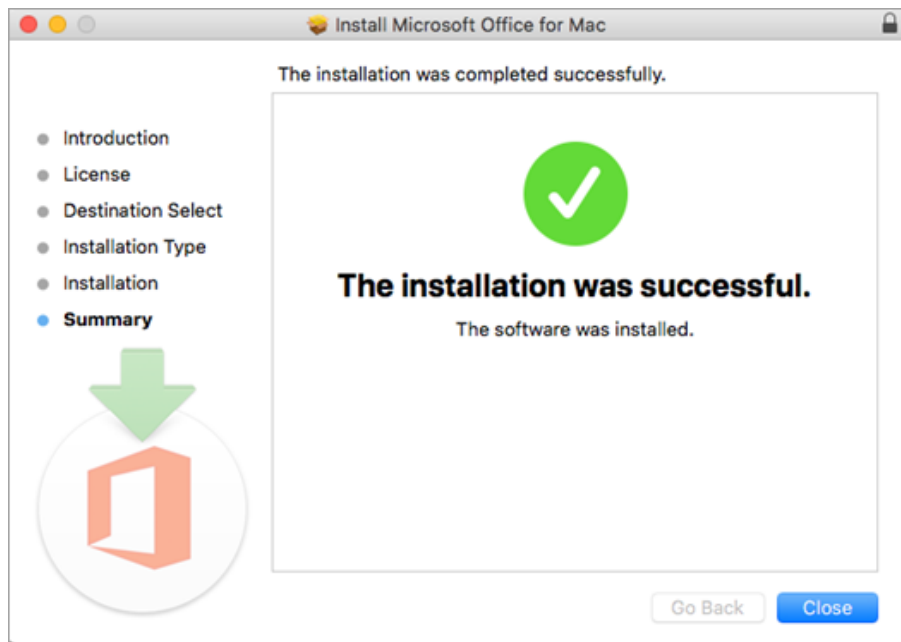 Install Microsoft Office for Mac
The installation was completed successfully.
Introduction
License
Destination Select
Installation Type
Installation
Summary
The installation was successful.
The software was installed.
Go Back
Close